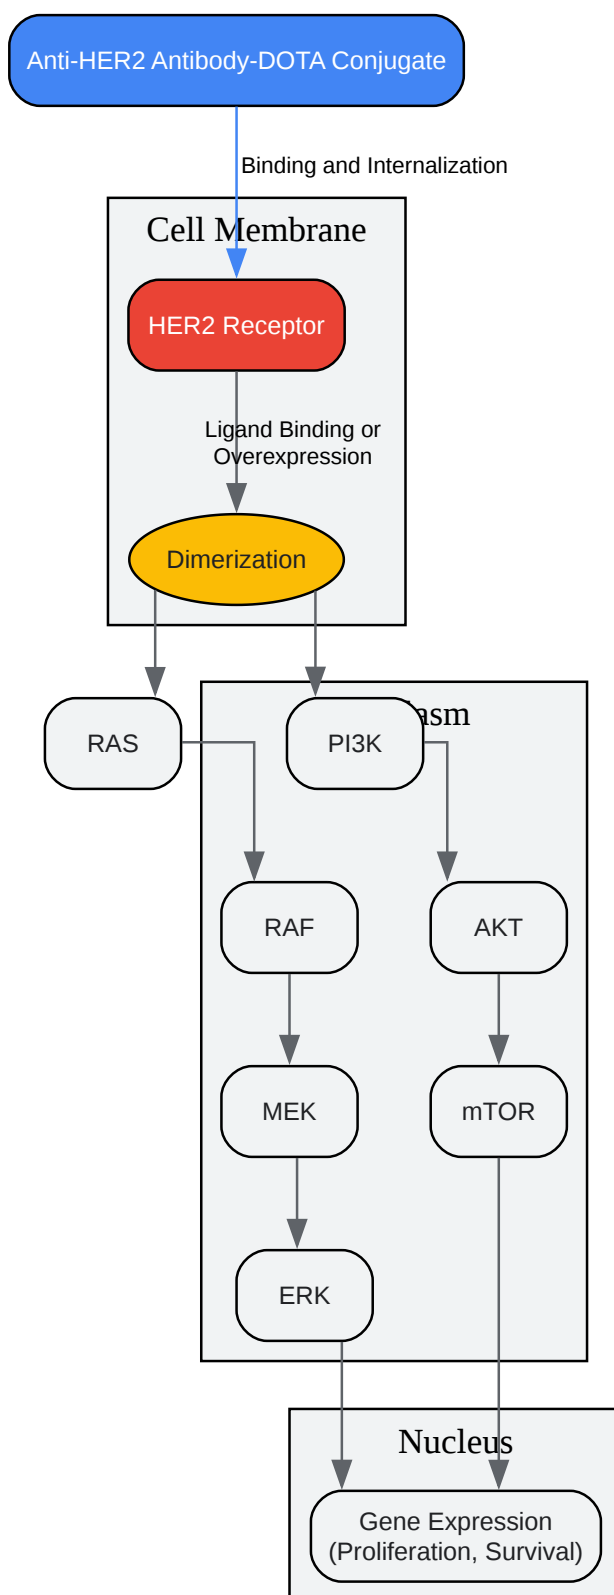 Anti-HER2 Antibody-DOTA Conjugate
Binding and Internalization
Cell Membrane
HER2 Receptor
Ligand Binding or
Overexpression
Dimerization
RAS
PI3K
RAF
AKT
MEK
mTOR
ERK
Nucleus
Gene Expression
(Proliferation, Survival)